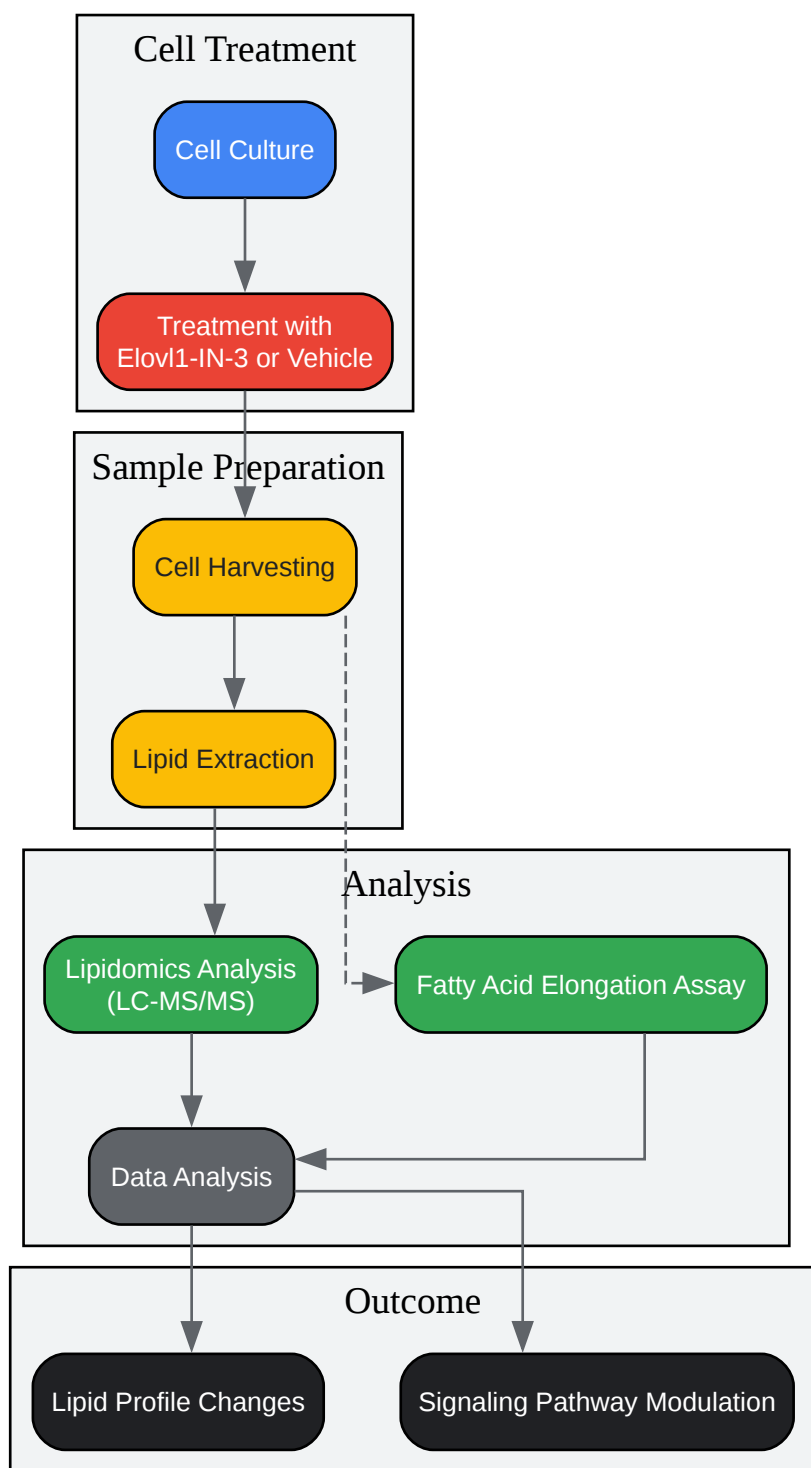 Cell Treatment
Cell Culture
Treatment with
Elovl1-IN-3 or Vehicle
Sample Preparation
Cell Harvesting
Lipid Extraction
Analysis
Lipidomics Analysis
(LC-MS/MS)
Fatty Acid Elongation Assay
Data Analysis
Outcome
Lipid Profile Changes
Signaling Pathway Modulation